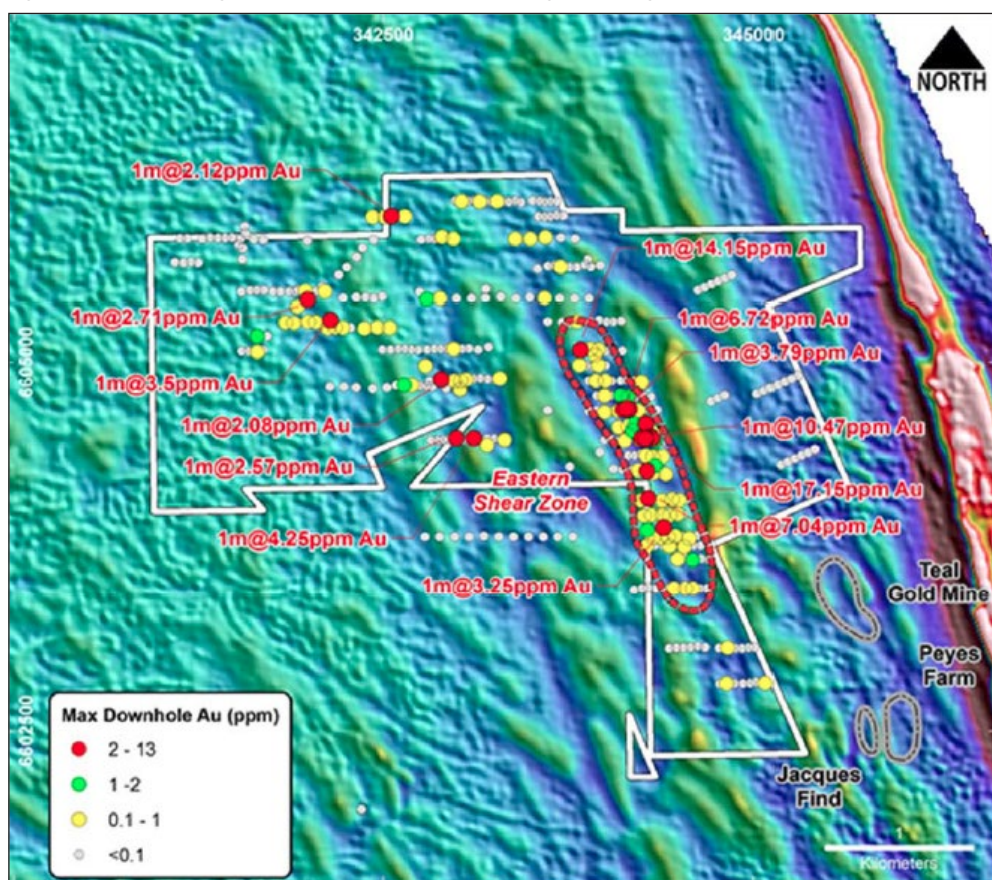 342500
345000
NORTH
1m@2.12ppm Au
1m@14.15ppm Au
1m@2.71ppm Au
1m@6.72ppm Au
6605000
1m@3.79ppm Au
1m@3.5ppm Au
1m@2.08ppm Au
1m@10.47ppm Au
1m@2.57ppm Au
Eastern
Shear Zone
1m@17.15ppm Au
1m@4.25ppm Au
1m@7.04ppm Au
1m@3.25ppm Au
Teal
Gold Mine
Peyes
Farm
6602500
Max Downhole Au (ppm)
2 - 13
1 -2
0.1 - 1
<0.1
Jacques
Find
1
Kilometers